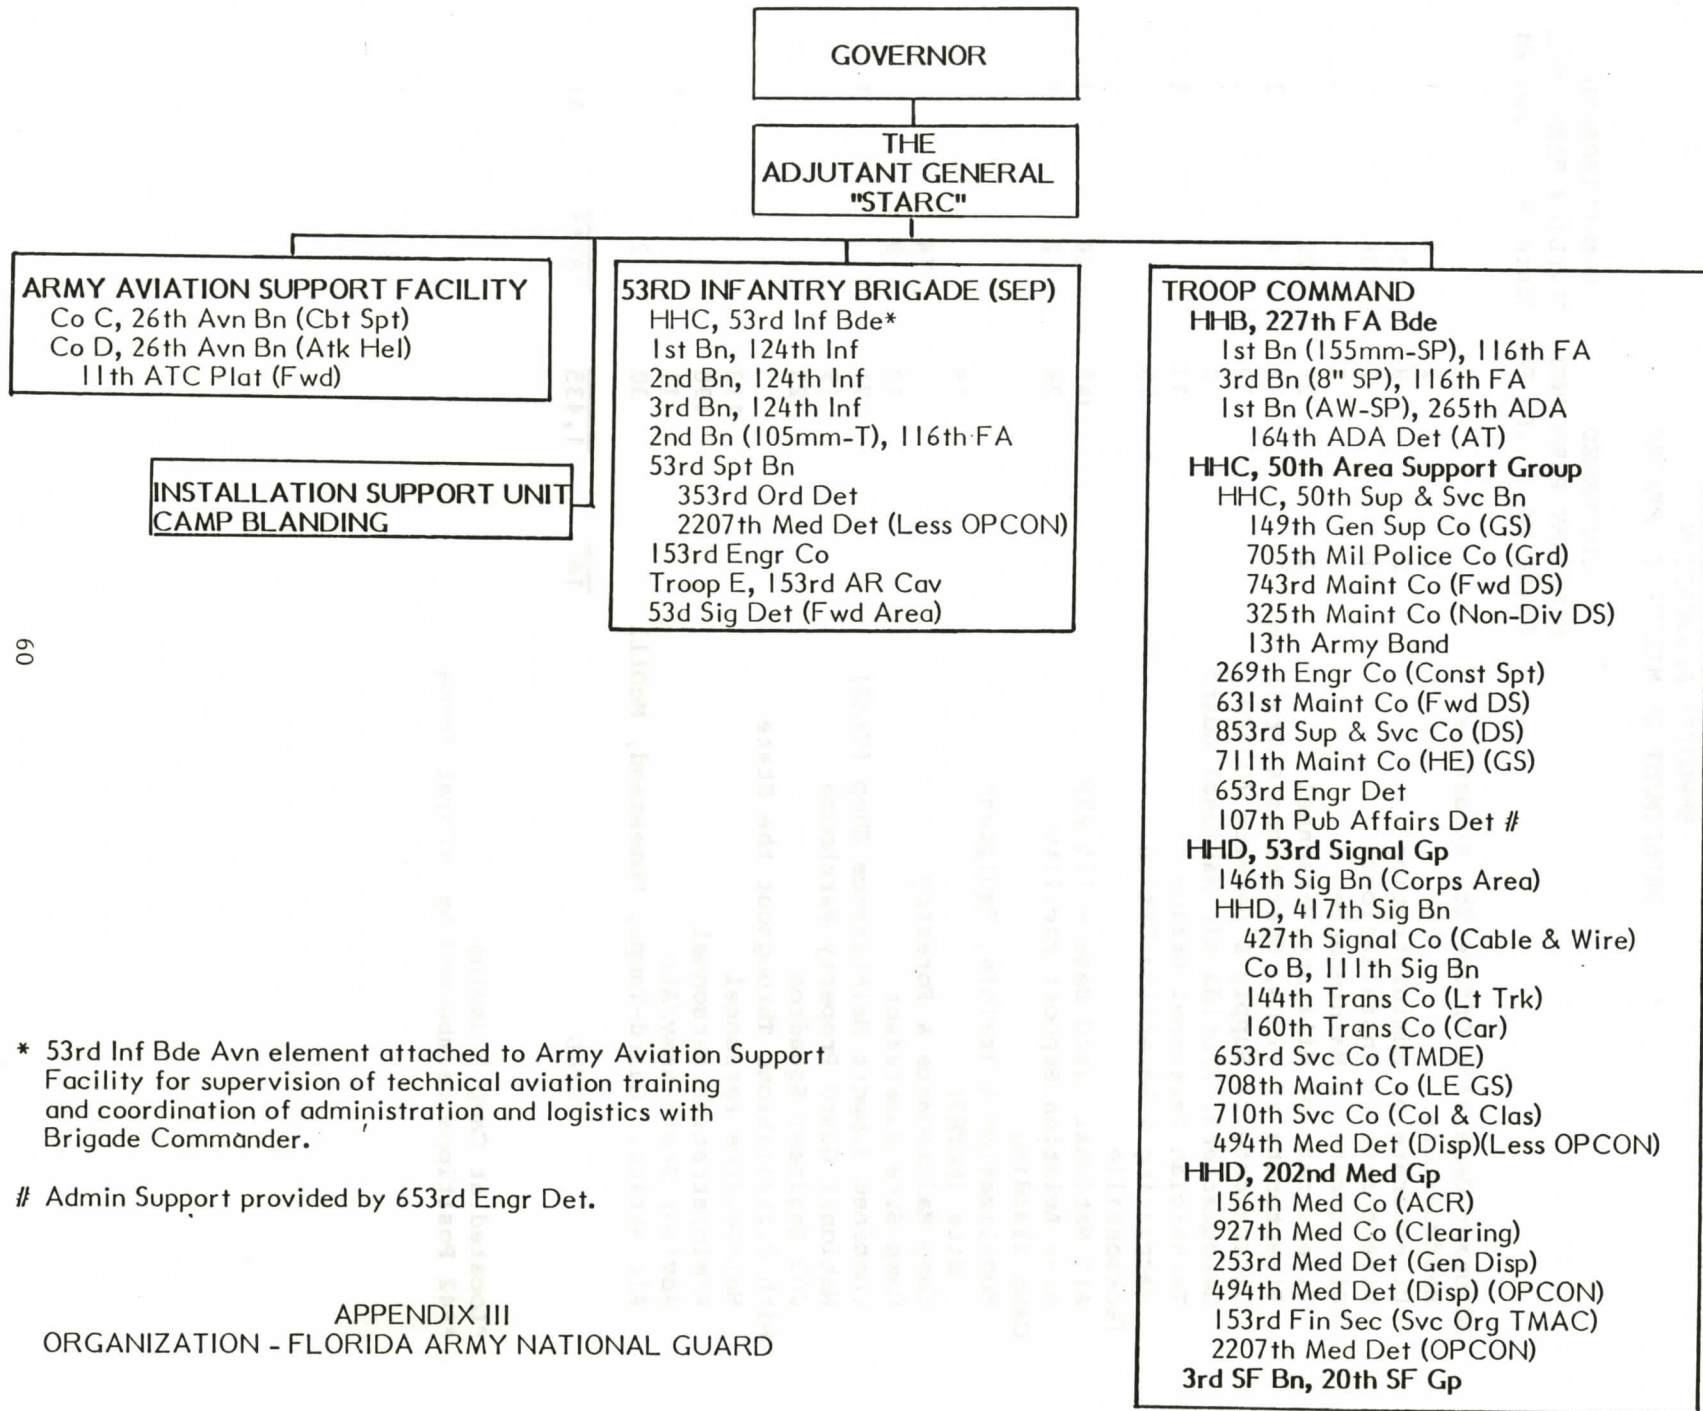 GOVERNOR
THE
ADJUTANT GENERAL
"STARC"
ARMY AVIATION SUPPORT FACILITY
Co C, 26th Avn Bn (Cbt Spt)
Co D, 26th Avn Bn (Atk Hel)
11th ATC Plat (Fwd)
INSTALLATION SUPPORT UNIT
CAMP BLANDING
53RD INFANTRY BRIGADE (SEP)
HHC, 53rd Inf Bde*
1st Bn, 124th Inf
2nd Bn, 124th Inf
3rd Bn, 124th Inf
2nd Bn (105mm-T), 116th FA
53rd Spt Bn
353rd Ord Det
2207th Med Det (Less OPCON)
153rd Engr Co
Troop E, 153rd AR Cav
53d Sig Det (Fwd Area)
TROOP COMMAND
HHB, 227th FA Bde
1st Bn (155mm-SP), 116th FA
3rd Bn (8" SP), 116th FA
1st Bn (AW-SP), 265th ADA
164th ADA Det (AT)
HHC, 50th Area Support Group
HHC, 50th Sup & Svc Bn
149th Gen Sup Co (GS)
705th Mil Police Co (Grd)
743rd Maint Co (Fwd DS)
325th Maint Co (Non-Div DS)
13th Army Band
269th Engr Co (Const Spt)
631st Maint Co (Fwd DS)
853rd Sup & Svc Co (DS)
711th Maint Co (HE) (GS)
653rd Engr Det
107th Pub Affairs Det #
HHD, 53rd Signal Gp
146th Sig Bn (Corps Area)
HHD, 417th Sig Bn
427th Signal Co (Cable & Wire)
Co B, 111th Sig Bn
144th Trans Co (Lt Trk)
160th Trans Co (Car)
653rd Svc Co (TMDE)
708th Maint Co (LE GS)
710th Svc Co (Col & Clas)
494th Med Det (Disp)(Less OPCON)
HHD, 202nd Med Gp
156th Med Co (ACR)
927th Med Co (Clearing)
253rd Med Det (Gen Disp)
494th Med Det (Disp) (OPCON)
153rd Fin Sec (Svc Org TMAC)
2207th Med Det (OPCON)
3rd SF Bn, 20th SF Gp
* 53rd Inf Bde Avn element attached to Army Aviation Support
Facility for supervision of technical aviation training
and coordination of administration and logistics with
Brigade Commander.
# Admin Support provided by 653rd Engr Det.
APPENDIX III
ORGANIZATION - FLORIDA ARMY NATIONAL GUARD
60